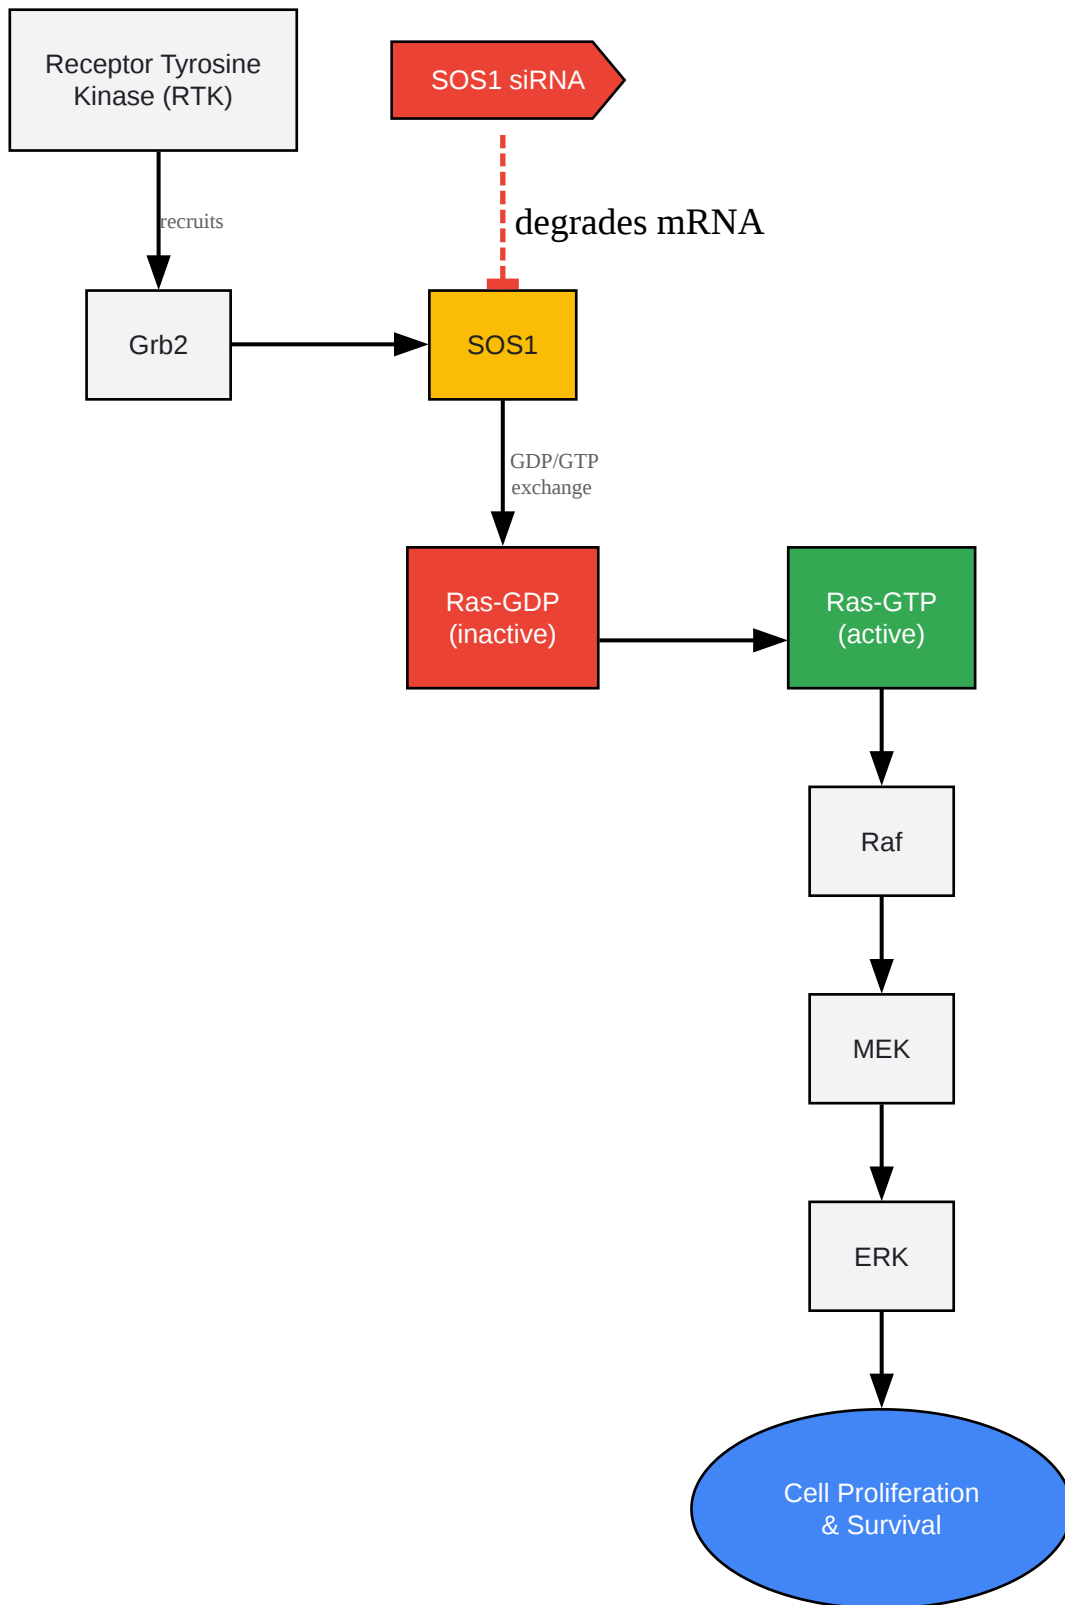 Receptor Tyrosine
Kinase (RTK)
SOS1 siRNA
recruits
degrades mRNA
Grb2
SOS1
GDP/GTP
exchange
Ras-GDP
(inactive)
Ras-GTP
(active)
Raf
MEK
ERK
Cell Proliferation
& Survival